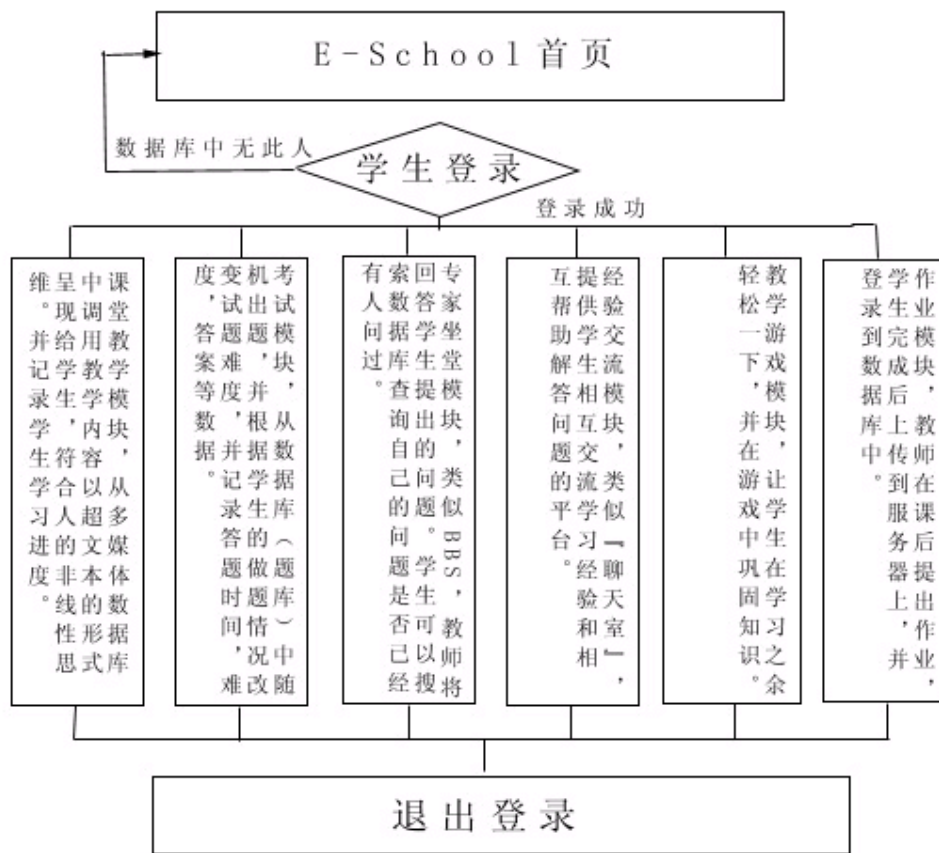 E-School首页
数据库中无此人
学生登录
登录成功
课堂教学模块，从多媒体数据库
中调用教学内容以超文本的形式
呈现给学生，符合人的非线性思
维。并记录学生学习进度。
考试模块，从数据库（题库）中随
机出题，并根据学生的做题情况改
变试题难度，并记录答题时间，难
度，答案等数据。
专家坐堂模块，类似BBS，教师将
回答学生提出的问题。学生可以搜
索数据库查询自己的问题是否已经
有人问过。
经验交流模块，类似『聊天室』，
提供学生相互交流学习经验和相
互帮助解答问题的平台。
教学游戏模块，让学生在学习之余
轻松一下，并在游戏中巩固知识。
作业模块，教师在课后提出作业，
学生完成后上传到服务器上，并
登录到数据库中。
退出登录